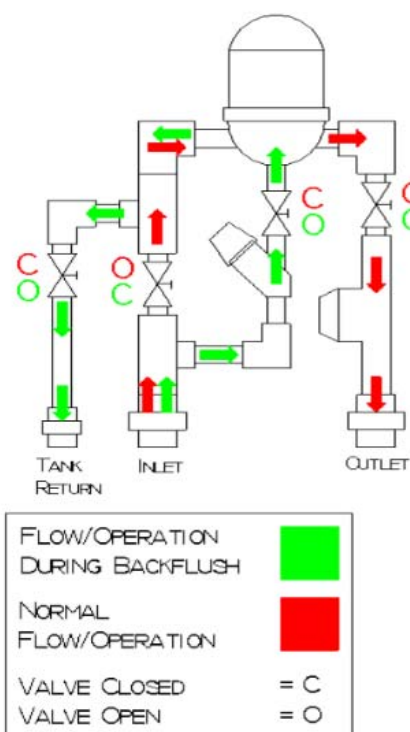 C
O
C
O
C
O
O
C
TANK
RETURN
INLET
OUTLET
FLOW/OPERATION
DURING BACKFLUSH
NORMAL
FLOW/OPERATION
VALVE CLOSED = C
VALVE OPEN = O